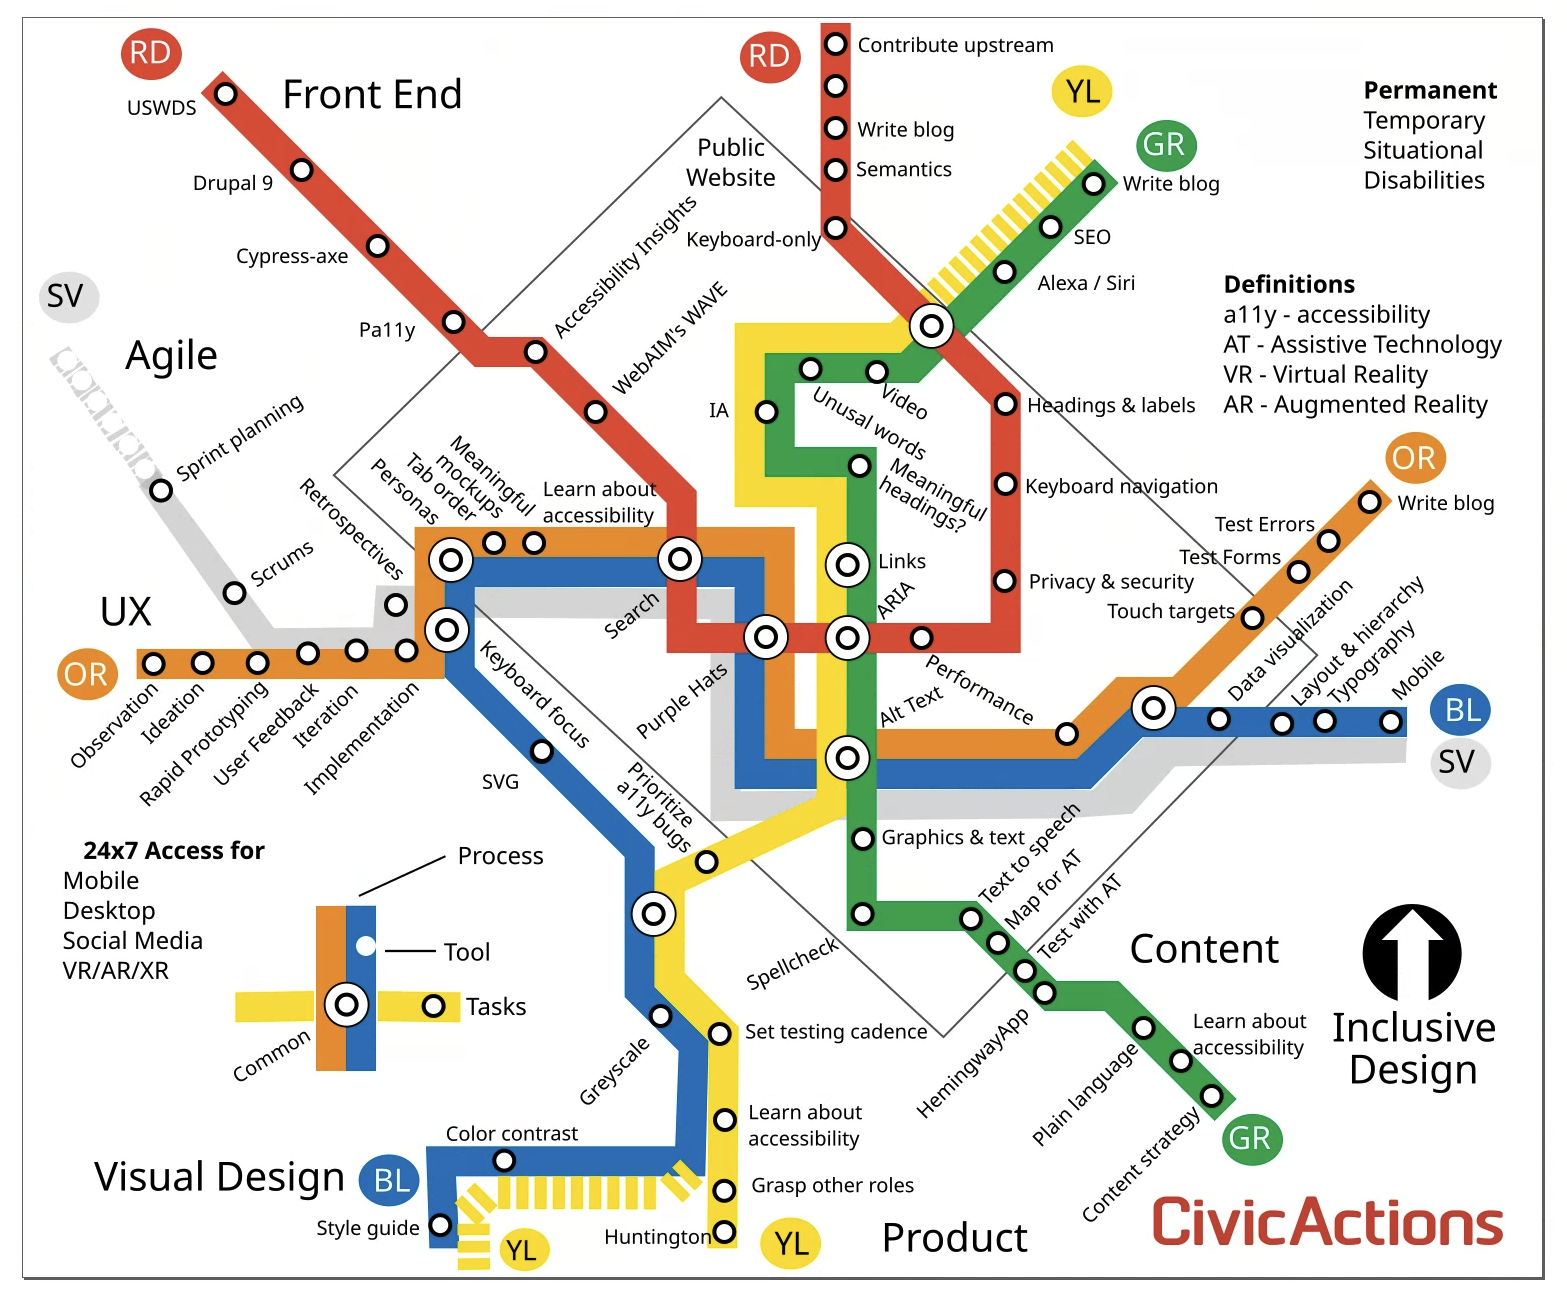 RD
USWDS
Front End
Drupal 9
Cypress-axe
Pa11y
Public
Website
Accessibility Insights
WebAIM's WAVE
RD
Contribute upstream
Write blog
Semantics
Keyboard-only
YL
GR
Write blog
SEO
Alexa / Siri
Permanent
Temporary
Situational
Disabilities
Definitions
a11y - accessibility
AT - Assistive Technology
VR - Virtual Reality
AR - Augmented Reality
SV
Agile
Sprint planning
Scrums
Retrospectives
Personas
Tab order
Meaningful
mockups
Learn about
accessibility
IA
Unusal words
Video
Meaningful
headings?
Headings & labels
Keyboard navigation
Privacy & security
Links
ARIA
Performance
Alt Text
Search
Purple Hats
OR
Write blog
Test Errors
Test Forms
Touch targets
Data visualization
Layout & hierarchy
Typography
Mobile
BL
SV
UX
OR
Observation
Ideation
Rapid Prototyping
User Feedback
Iteration
Implementation
Keyboard focus
SVG
Prioritize
a11y bugs
Graphics & text
Text to speech
Map for AT
Test with AT
Spellcheck
HemingwayApp
Content
Plain language
Learn about
accessibility
Content strategy
GR
24x7 Access for
Mobile
Desktop
Social Media
VR/AR/XR
Process
Tool
Tasks
Common
Greyscale
Set testing cadence
Learn about
accessibility
Grasp other roles
Huntington
YL
Product
Color contrast
Visual Design
BL
Style guide
YL
Inclusive
Design
CivicActions